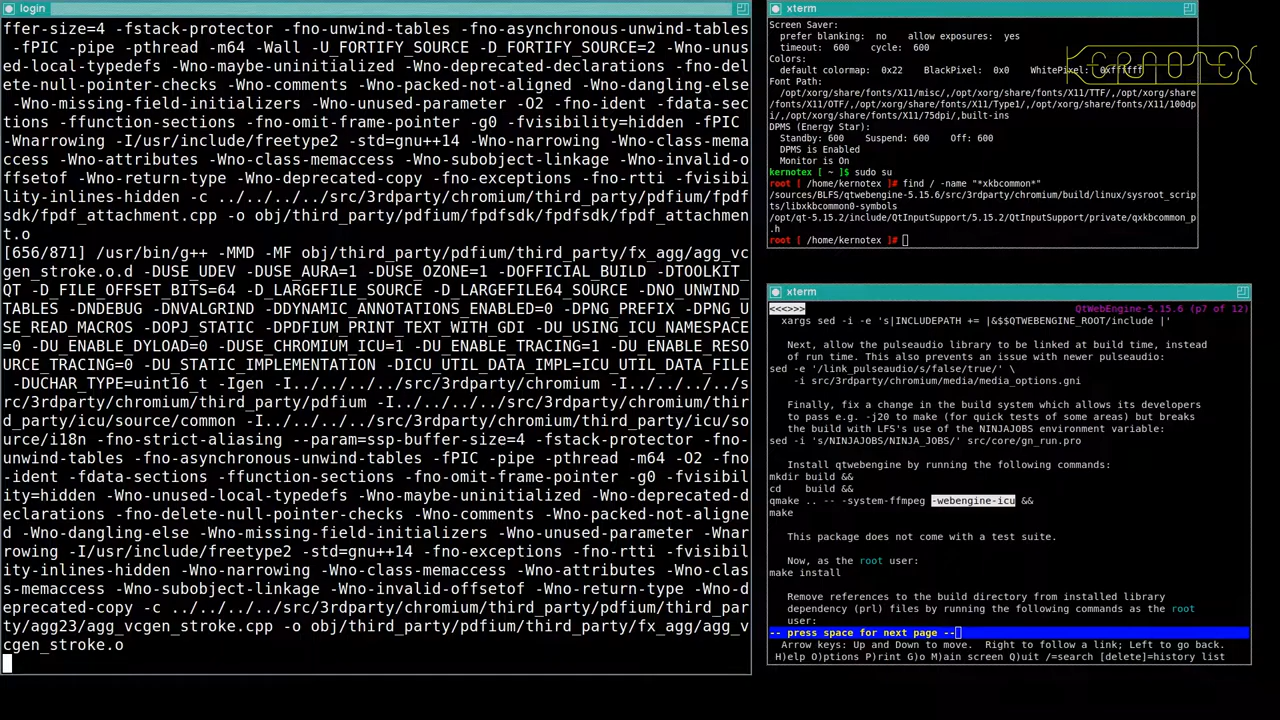 login
ffer-size=4 -fstack-protector -fno-unwind-tables -fno-asynchronous-unwind-tables
-fPIC -pipe -pthread -m64 -Wall -U_FORTIFY_SOURCE -D_FORTIFY_SOURCE=2 -Wno-unus
ed-local-typedefs -Wno-maybe-uninitialized -Wno-deprecated-declarations -fno-del
ete-null-pointer-checks -Wno-comments -Wno-packed-not-aligned -Wno-dangling-else
-Wno-missing-field-initializers -Wno-unused-parameter -O2 -fno-ident -fdata-sec
tions -ffunction-sections -fno-omit-frame-pointer -g0 -fvisibility=hidden -fPIC
-Wnarrowing -I/usr/include/freetype2 -std=gnu++14 -Wno-narrowing -Wno-class-mema
ccess -Wno-attributes -Wno-class-memaccess -Wno-subobject-linkage -Wno-invalid-o
ffsetof -Wno-return-type -Wno-deprecated-copy -fno-exceptions -fno-rtti -fvisibi
lity-inlines-hidden -c ../../../../src/3rdparty/chromium/third_party/pdfium/fpdf
sdk/fpdf_attachment.cpp -o obj/third_party/pdfium/fpdfsdk/fpdfsdk/fpdf_attachmen
t.o
[656/871] /usr/bin/g++ -MMD -MF obj/third_party/pdfium/third_party/fx_agg/agg_vc
gen_stroke.o.d -DUSE_UDEV -DUSE_AURA=1 -DUSE_OZONE=1 -DOFFICIAL_BUILD -DTOOLKIT_
QT -D_FILE_OFFSET_BITS=64 -D_LARGEFILE_SOURCE -D_LARGEFILE64_SOURCE -DNO_UNWIND_
TABLES -DNDEBUG -DNVALGRIND -DDYNAMIC_ANNOTATIONS_ENABLED=0 -DPNG_PREFIX -DPNG_U
SE_READ_MACROS -DOPJ_STATIC -DPDFIUM_PRINT_TEXT_WITH_GDI -DU_USING_ICU_NAMESPACE
=0 -DU_ENABLE_DYLOAD=0 -DUSE_CHROMIUM_ICU=1 -DU_ENABLE_TRACING=1 -DU_ENABLE_RESO
URCE_TRACING=0 -DU_STATIC_IMPLEMENTATION -DICU_UTIL_DATA_IMPL=ICU_UTIL_DATA_FILE
-DUCHAR_TYPE=uint16_t -Igen -I../../../../src/3rdparty/chromium -I../../../../s
rc/3rdparty/chromium/third_party/pdfium -I../../../../src/3rdparty/chromium/thir
d_party/icu/source/common -I../../../../src/3rdparty/chromium/third_party/icu/so
urce/i18n -fno-strict-aliasing --param=ssp-buffer-size=4 -fstack-protector -fno-
unwind-tables -fno-asynchronous-unwind-tables -fPIC -pipe -pthread -m64 -O2 -fno
-ident -fdata-sections -ffunction-sections -fno-omit-frame-pointer -g0 -fvisibil
ity=hidden -Wno-unused-local-typedefs -Wno-maybe-uninitialized -Wno-deprecated-d
eclarations -fno-delete-null-pointer-checks -Wno-comments -Wno-packed-not-aligne
d -Wno-dangling-else -Wno-missing-field-initializers -Wno-unused-parameter -Wnar
rowing -I/usr/include/freetype2 -std=gnu++14 -fno-exceptions -fno-rtti -fvisibil
ity-inlines-hidden -Wno-narrowing -Wno-class-memaccess -Wno-attributes -Wno-clas
s-memaccess -Wno-subobject-linkage -Wno-invalid-offsetof -Wno-return-type -Wno-d
eprecated-copy -c ../../../../src/3rdparty/chromium/third_party/pdfium/third_par
ty/agg23/agg_vcgen_stroke.cpp -o obj/third_party/pdfium/third_party/fx_agg/agg_v
cgen_stroke.o
xterm
Screen Saver:
prefer blanking:  no    allow exposures:  yes
timeout:  600    cycle:  600
Colors:
default colormap:  0x22    BlackPixel:  0x0    WhitePixel:  0xffffff
Font Path:
/opt/xorg/share/fonts/X11/misc/,/opt/xorg/share/fonts/X11/TTF/,/opt/xorg/share
/fonts/X11/OTF/,/opt/xorg/share/fonts/X11/Type1/,/opt/xorg/share/fonts/X11/100dp
i/,/opt/xorg/share/fonts/X11/75dpi/,built-ins
DPMS (Energy Star):
Standby: 600    Suspend: 600    Off: 600
DPMS is Enabled
Monitor is On
kernotex [ ~ ]$ sudo su
root [ /home/kernotex ]# find / -name "*xkbcommon*"
/sources/BLFS/qtwebengine-5.15.6/src/3rdparty/chromium/build/linux/sysroot_scrip
ts/libxkbcommon0-symbols
/opt/qt-5.15.2/include/QtInputSupport/5.15.2/QtInputSupport/private/qxkbcommon_p
.h
root [ /home/kernotex ]#
KERNOTEX
xterm
<<<>>> QtWebEngine-5.15.6 (p7 of 12)
xargs sed -i -e 's|INCLUDEPATH += |&$$QTWEBENGINE_ROOT/include |'
Next, allow the pulseaudio library to be linked at build time, instead
of run time. This also prevents an issue with newer pulseaudio:
sed -e '/link_pulseaudio/s/false/true/' \
-i src/3rdparty/chromium/media/media_options.gni
Finally, fix a change in the build system which allows its developers
to pass e.g. -j20 to make (for quick tests of some areas) but breaks
the build with LFS's use of the NINJAJOBS environment variable:
sed -i 's/NINJAJOBS/NINJA_JOBS/' src/core/gn_run.pro
Install qtwebengine by running the following commands:
mkdir build &&
cd    build &&
qmake .. -- -system-ffmpeg -webengine-icu &&
make
This package does not come with a test suite.
Now, as the root user:
make install
Remove references to the build directory from installed library
dependency (prl) files by running the following commands as the root
user:
-- press space for next page --
Arrow keys: Up and Down to move.  Right to follow a link; Left to go back.
H)elp O)ptions P)rint G)o M)ain screen Q)uit /=search [delete]=history list